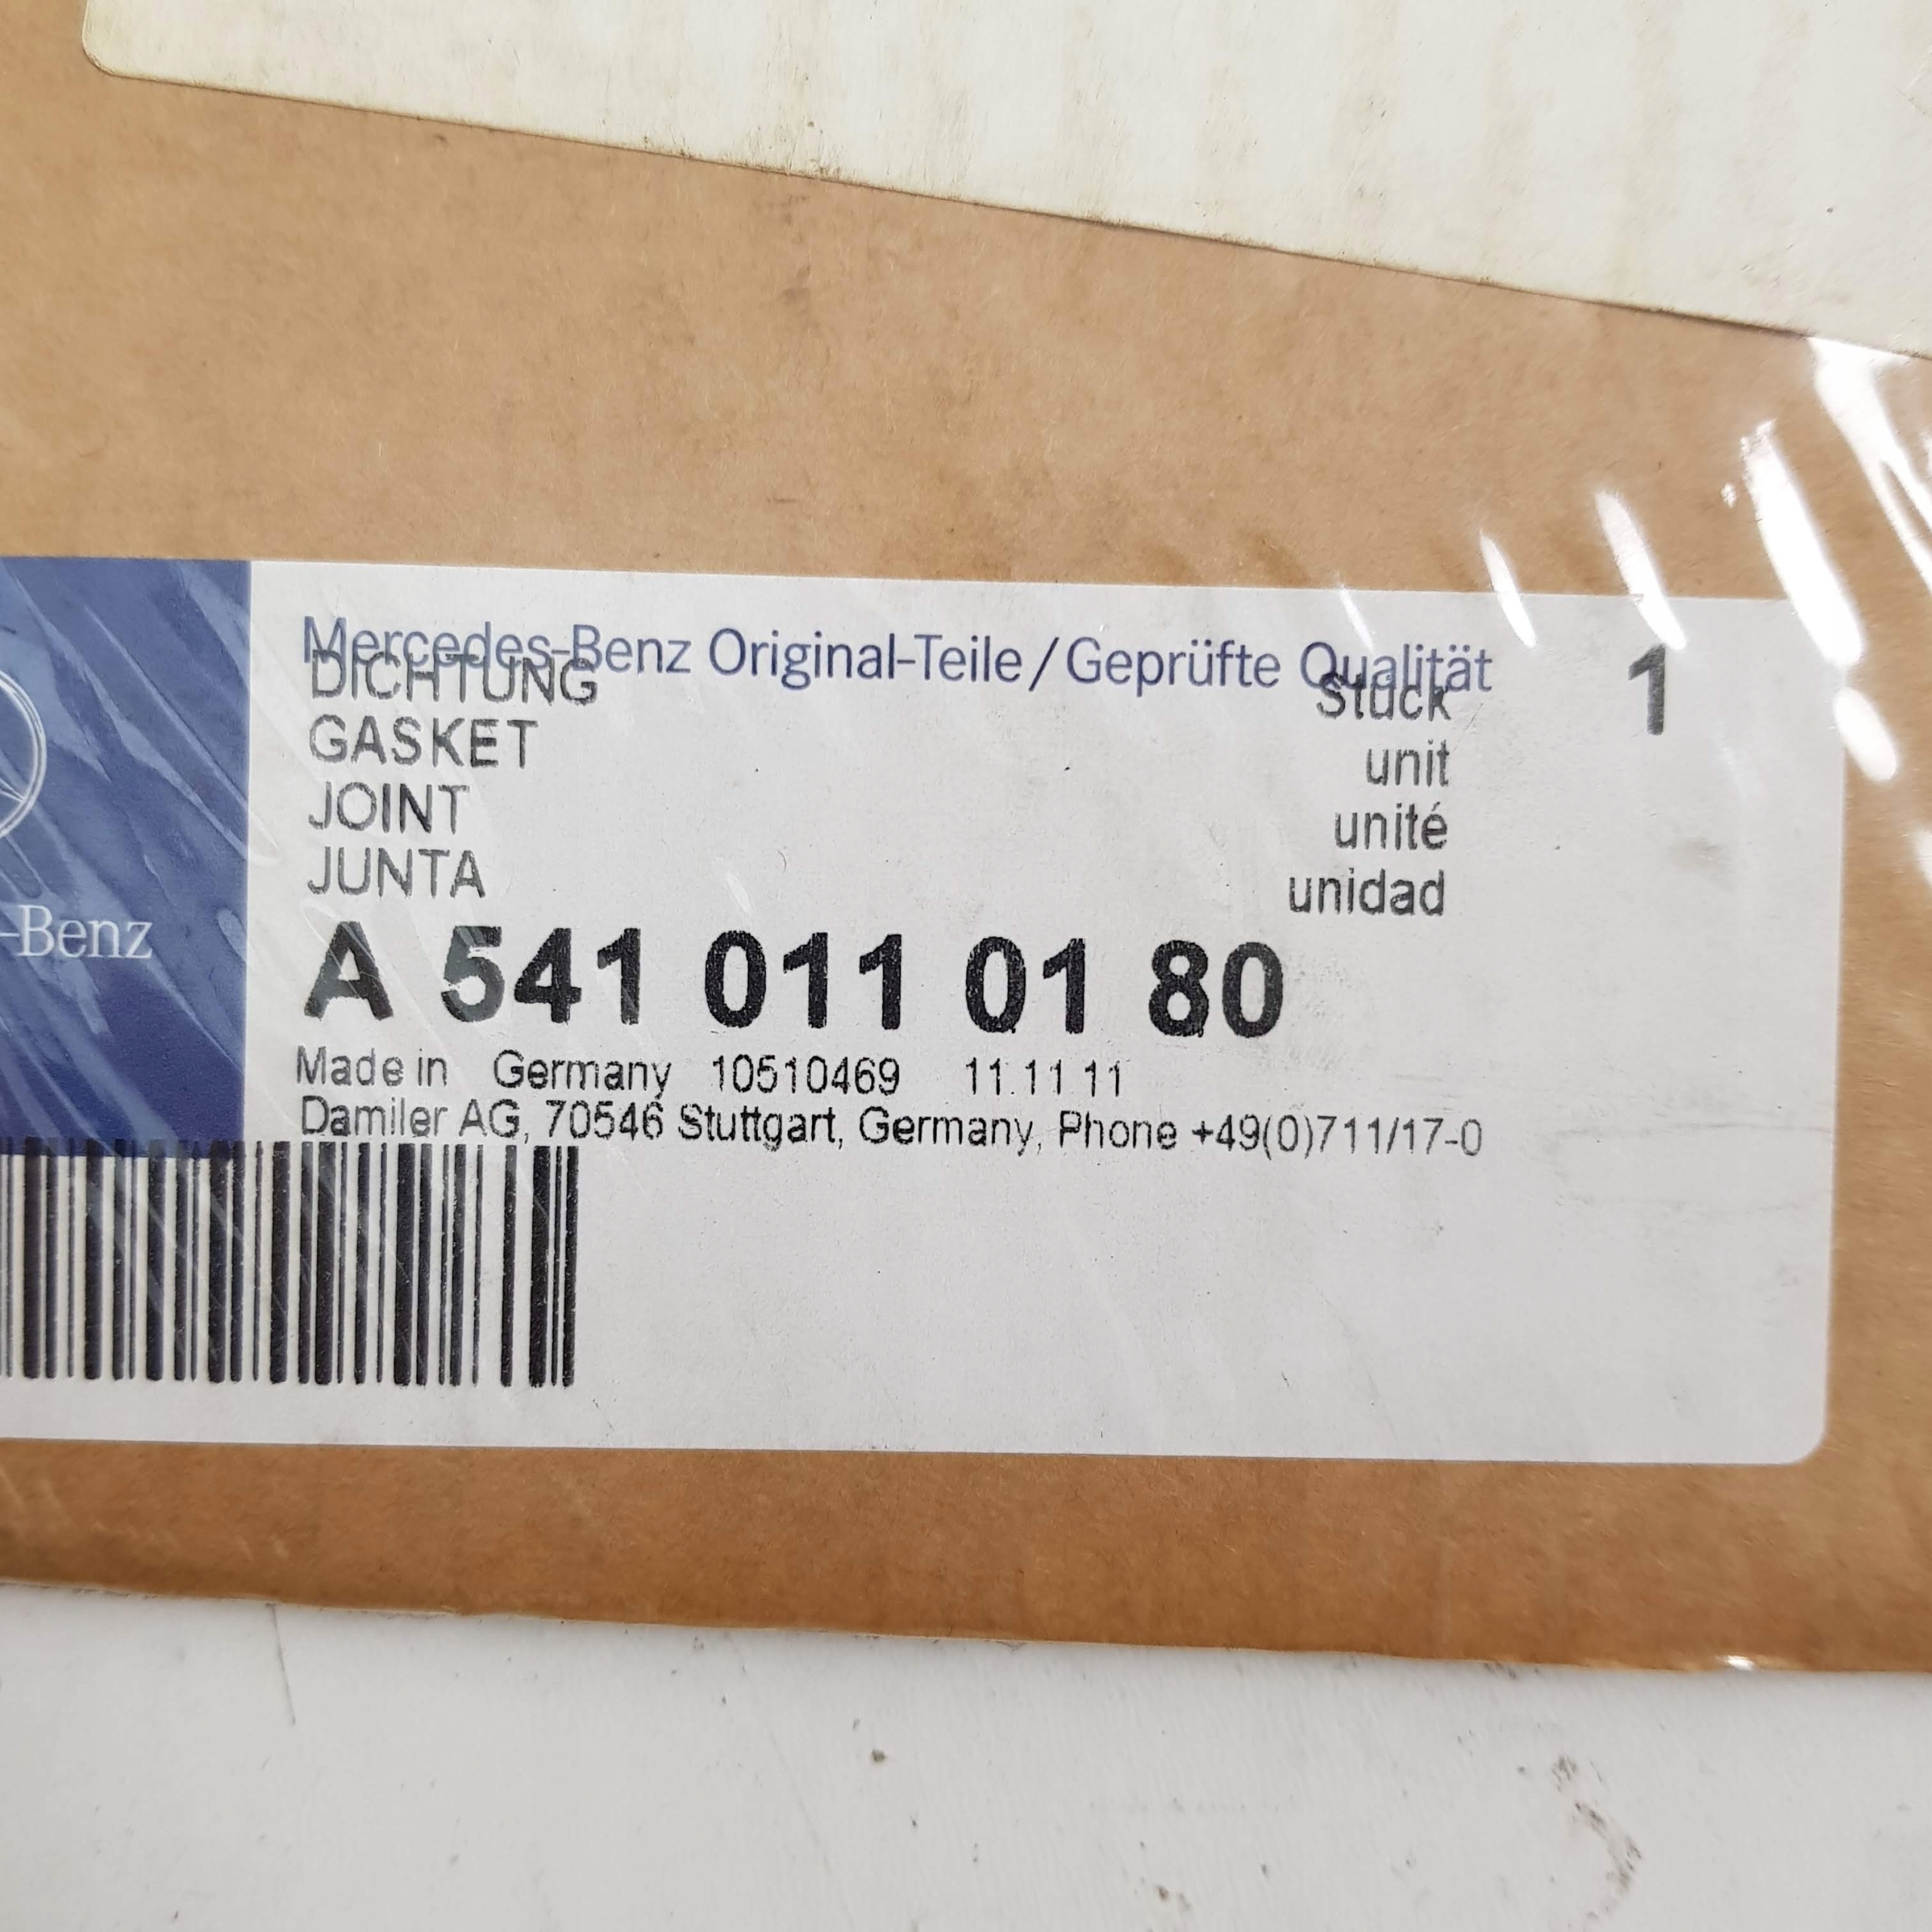 Mercedes-Benz Original-Teile/Geprüfte Qualität
DICHTUNG Stück 1
GASKET unit
JOINT unité
JUNTA unidad
-Benz
A 541 011 01 80
Made in Germany 10510469 11.11.11
Damiler AG, 70546 Stuttgart, Germany, Phone +49(0)711/17-0